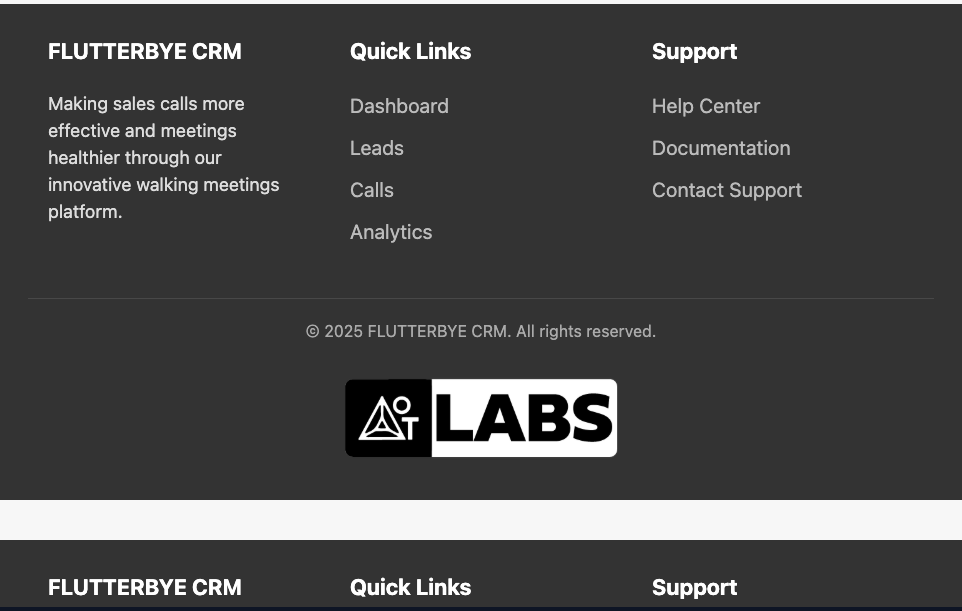 FLUTTERBYE CRM
Making sales calls more
effective and meetings
healthier through our
innovative walking meetings
platform.
Quick Links
Dashboard
Leads
Calls
Analytics
Support
Help Center
Documentation
Contact Support
© 2025 FLUTTERBYE CRM. All rights reserved.
AOT LABS
FLUTTERBYE CRM
Quick Links
Support